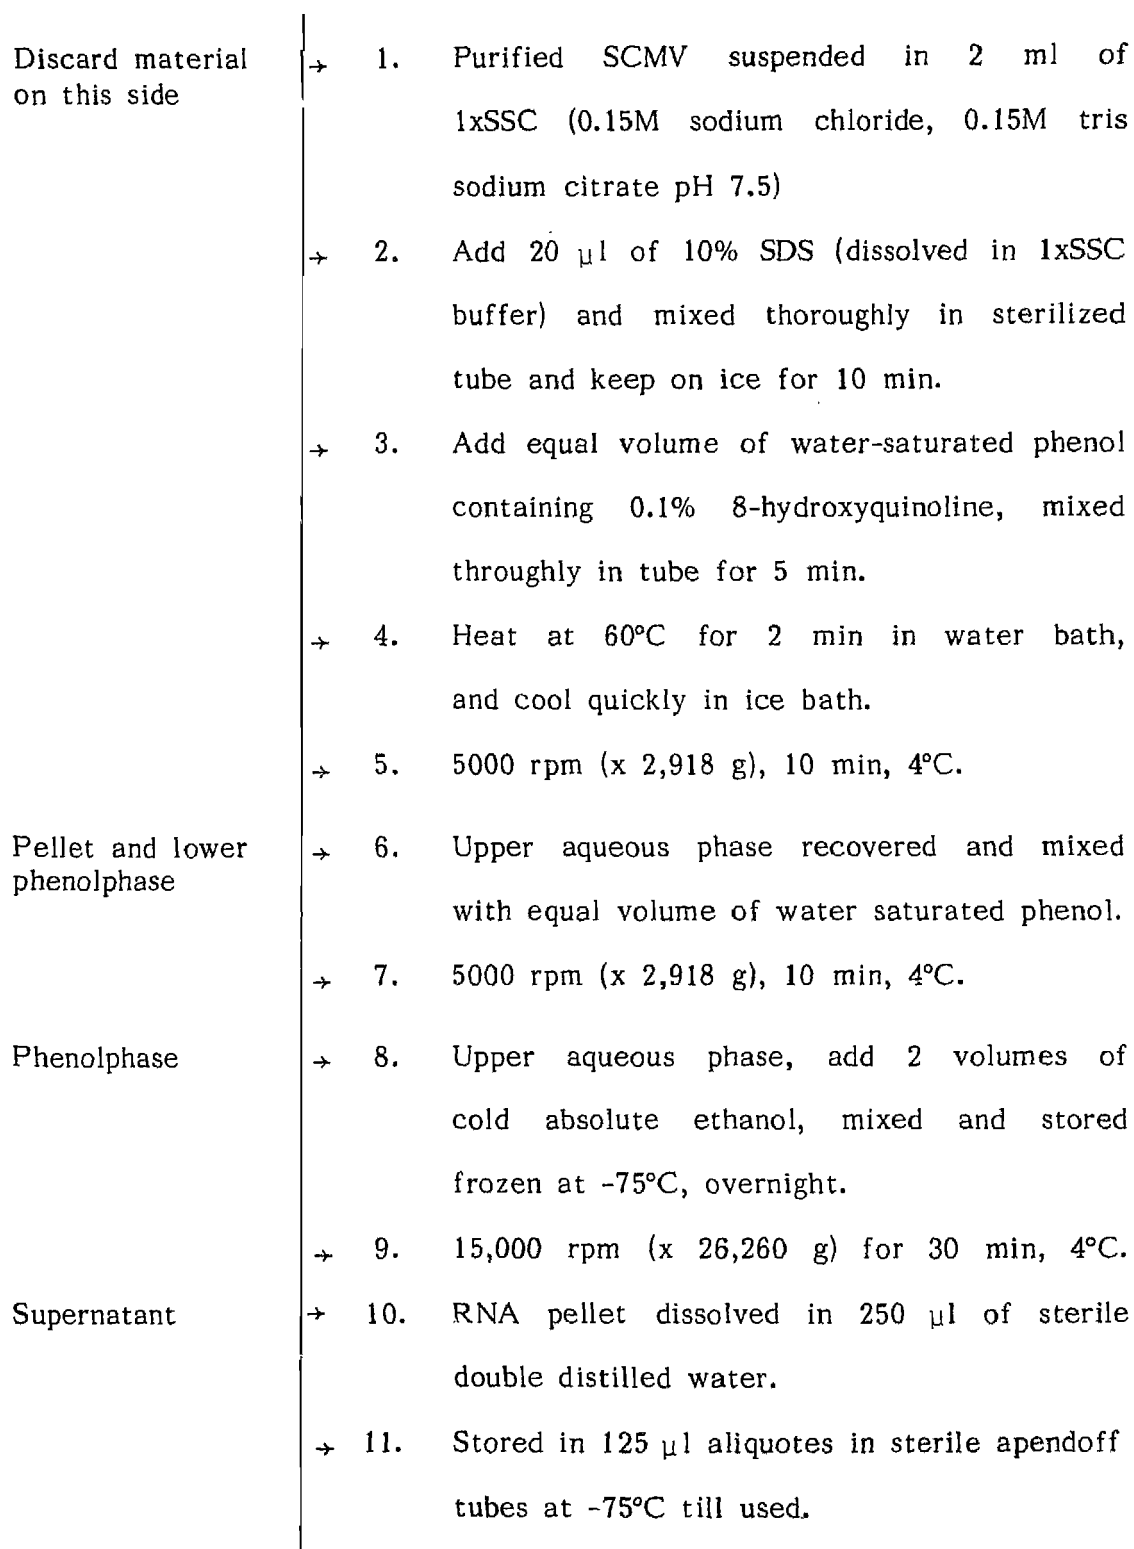 Discard material → 1. Purified SCMV suspended in 2 ml of
on this side
1xSSC (0.15M sodium chloride, 0.15M tris
sodium citrate pH 7.5)
→ 2. Add 20 µl of 10% SDS (dissolved in 1xSSC
buffer) and mixed thoroughly in sterilized
tube and keep on ice for 10 min.
→ 3. Add equal volume of water-saturated phenol
containing 0.1% 8-hydroxyquinoline, mixed
throughly in tube for 5 min.
→ 4. Heat at 60°C for 2 min in water bath,
and cool quickly in ice bath.
→ 5. 5000 rpm (x 2,918 g), 10 min, 4°C.
Pellet and lower → 6. Upper aqueous phase recovered and mixed
phenolphase
with equal volume of water saturated phenol.
→ 7. 5000 rpm (x 2,918 g), 10 min, 4°C.
Phenolphase → 8. Upper aqueous phase, add 2 volumes of
cold absolute ethanol, mixed and stored
frozen at -75°C, overnight.
→ 9. 15,000 rpm (x 26,260 g) for 30 min, 4°C.
Supernatant → 10. RNA pellet dissolved in 250 µl of sterile
double distilled water.
→ 11. Stored in 125 µl aliquotes in sterile apendoff
tubes at -75°C till used.